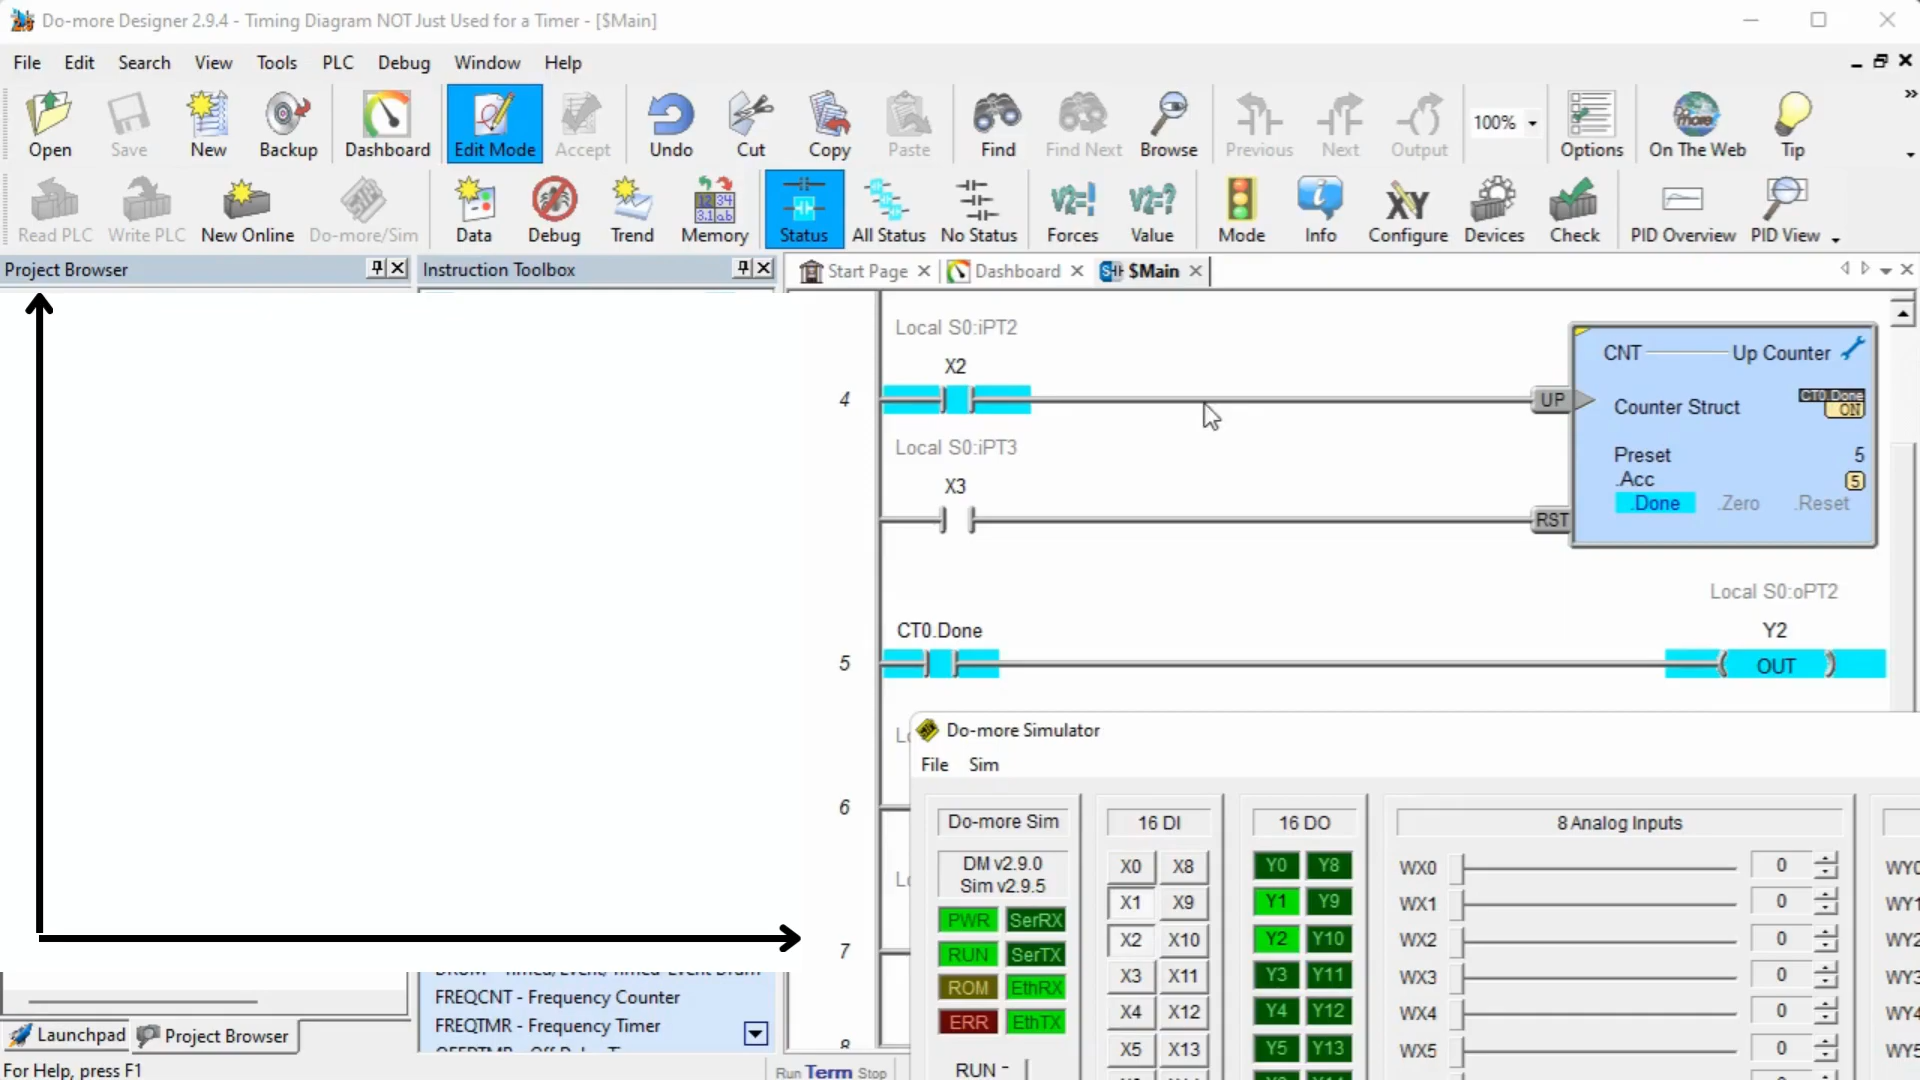 Do-more Designer 2.9.4 - Timing Diagram NOT Just Used for a Timer - [$Main]
File Edit Search View Tools PLC Debug Window Help
Open Save New Backup Dashboard Edit Mode Accept Undo Cut Copy Paste Find Find Next Browse Previous Next Output 100% Options On The Web Tip
Read PLC Write PLC New Online Do-more/Sim Data Debug Trend Memory Status All Status No Status Forces Value Mode Info Configure Devices Check PID Overview PID View
Project Browser Instruction Toolbox Start Page Dashboard $Main
Local S0:iPT2
X2
4
UP
CNT Up Counter
Counter Struct
CT0.Done
ON
Preset 5
.Acc 5
.Done .Zero .Reset
Local S0:iPT3
X3
RST
Local S0:oPT2
CT0.Done
Y2
5
OUT
6
7
8
Do-more Simulator
File Sim
Do-more Sim
DM v2.9.0
Sim v2.9.5
PWR SerRX
RUN SerTX
ROM EthRX
ERR EthTX
RUN -
16 DI
X0 X8
X1 X9
X2 X10
X3 X11
X4 X12
X5 X13
16 DO
Y0 Y8
Y1 Y9
Y2 Y10
Y3 Y11
Y4 Y12
Y5 Y13
8 Analog Inputs
WX0 0
WX1 0
WX2 0
WX3 0
WX4 0
WX5 0
WY0
WY1
WY2
WY3
WY4
WY5
FREQCNT - Frequency Counter
FREQTMR - Frequency Timer
Launchpad Project Browser
For Help, press F1
Run Term Stop